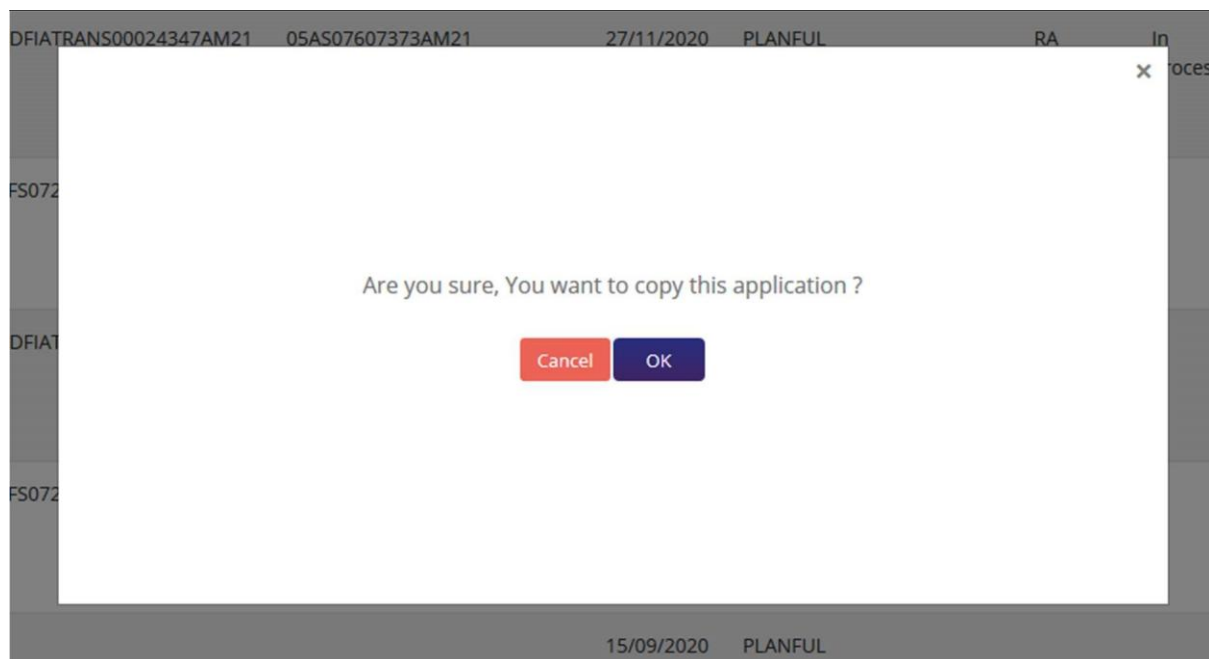 DFIATRANS00024347AM21 05AS07607373AM21 27/11/2020 PLANFUL RA In
×
FS072
Are you sure, You want to copy this application ?
DFIAT
Cancel OK
FS072
15/09/2020 PLANFUL